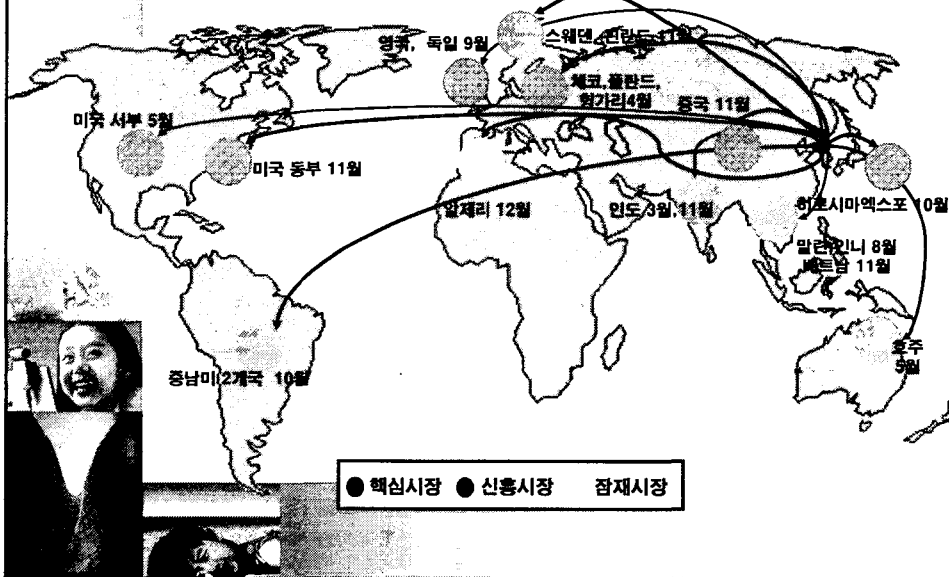 영국, 독일 9월
스웨덴, 핀란드 11월
체코, 폴란드,
헝가리4월
중국 11월
미국 서부 5월
미국 동부 11월
알제리 12월
인도 3월, 11월
히로시마엑스포 10월
말련/인니 8월
베트남 11월
호주
5월
중남미 2개국 10월
핵심시장 신흥시장 잠재시장